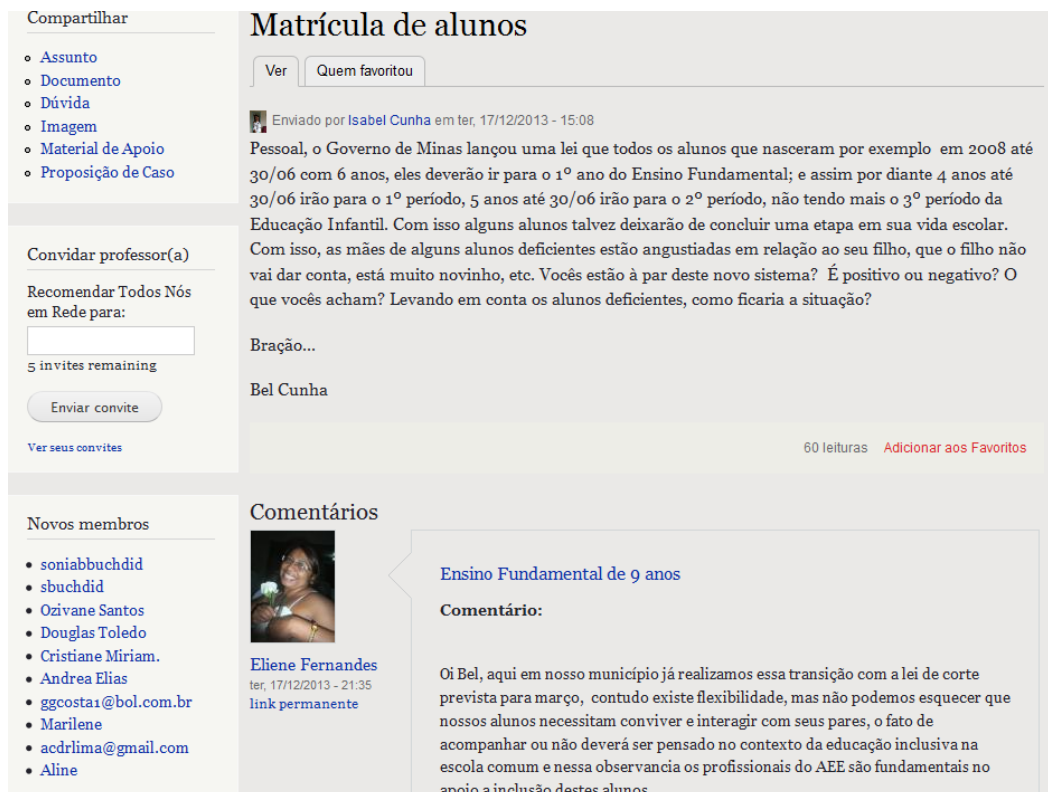 Compartilhar
Assunto
Documento
Dúvida
Imagem
Material de Apoio
Proposição de Caso
Convidar professor(a)
Recomendar Todos Nós
em Rede para:
5 invites remaining
Enviar convite
Ver seus convites
Novos membros
soniabbuchdid
sbuchdid
Ozivane Santos
Douglas Toledo
Cristiane Miriam.
Andrea Elias
ggcosta1@bol.com.br
Marilene
acdrlima@gmail.com
Aline
Matrícula de alunos
Ver Quem favoritou
Enviado por Isabel Cunha em ter, 17/12/2013 - 15:08
Pessoal, o Governo de Minas lançou uma lei que todos os alunos que nasceram por exemplo em 2008 até
30/06 com 6 anos, eles deverão ir para o 1º ano do Ensino Fundamental; e assim por diante 4 anos até
30/06 irão para o 1º período, 5 anos até 30/06 irão para o 2º período, não tendo mais o 3º período da
Educação Infantil. Com isso alguns alunos talvez deixarão de concluir uma etapa em sua vida escolar.
Com isso, as mães de alguns alunos deficientes estão angustiadas em relação ao seu filho, que o filho não
vai dar conta, está muito novinho, etc. Vocês estão à par deste novo sistema? É positivo ou negativo? O
que vocês acham? Levando em conta os alunos deficientes, como ficaria a situação?
Bração...
Bel Cunha
60 leituras Adicionar aos Favoritos
Comentários
Eliene Fernandes
ter, 17/12/2013 - 21:35
link permanente
Ensino Fundamental de 9 anos
Comentário:
Oi Bel, aqui em nosso município já realizamos essa transição com a lei de corte
prevista para março, contudo existe flexibilidade, mas não podemos esquecer que
nossos alunos necessitam conviver e interagir com seus pares, o fato de
acompanhar ou não deverá ser pensado no contexto da educação inclusiva na
escola comum e nessa observancia os profissionais do AEE são fundamentais no
apoio a inclusão destes alunos